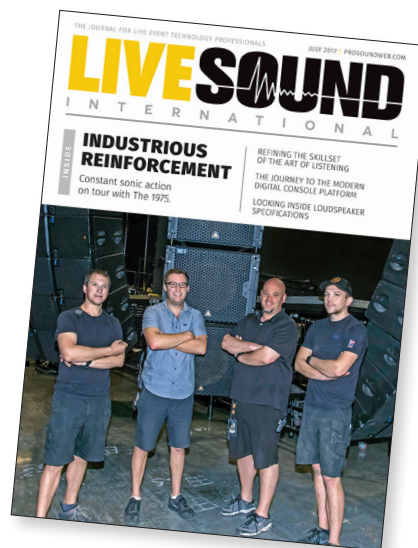 THE JOURNAL FOR LIVE EVENT TECHNOLOGY PROFESSIONALS
JULY 2017 | PROSOUNDWEB.COM
LIVESOUND
INTERNATIONAL
INSIDE
INDUSTRIOUS
REINFORCEMENT
Constant sonic action
on tour with The 1975.
REFINING THE SKILLSET
OF THE ART OF LISTENING
THE JOURNEY TO THE MODERN
DIGITAL CONSOLE PLATFORM
LOOKING INSIDE LOUDSPEAKER
SPECIFICATIONS